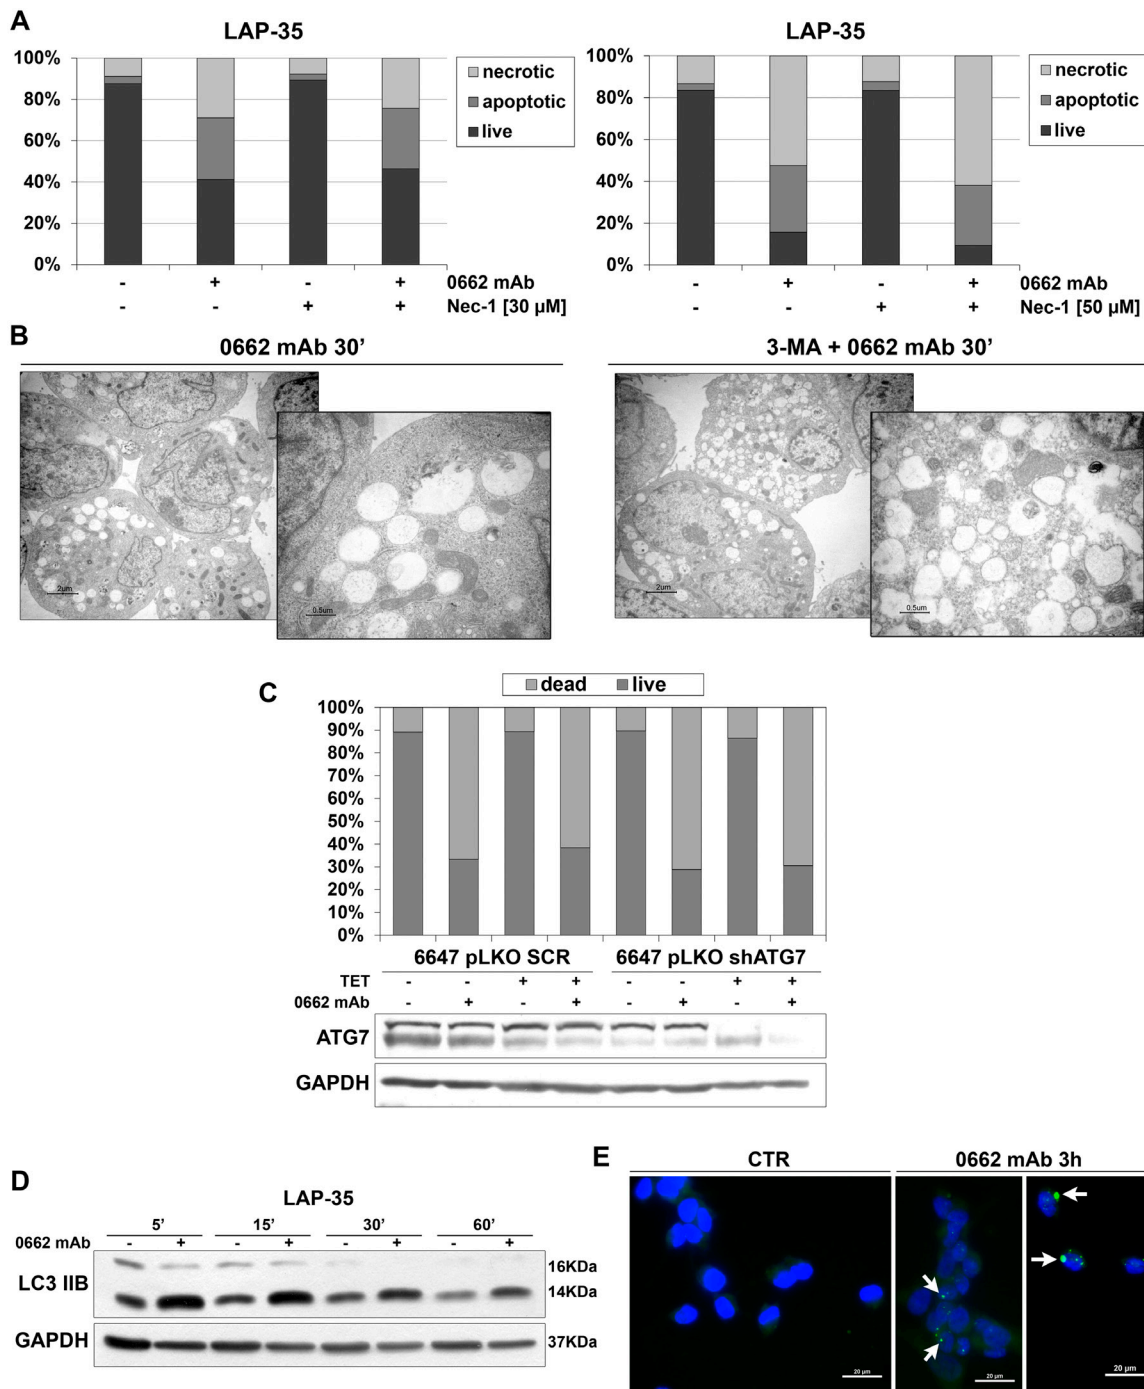 A
LAP-35
100%
80%
60%
40%
20%
0%
necrotic
apoptotic
live
- + - + 0662 mAb
- - + + Nec-1 [30 µM]
LAP-35
100%
80%
60%
40%
20%
0%
necrotic
apoptotic
live
- + - + 0662 mAb
- - + + Nec-1 [50 µM]
B
0662 mAb 30’
2um
0.5um
3-MA + 0662 mAb 30’
2um
0.5um
C
dead live
100%
90%
80%
70%
60%
50%
40%
30%
20%
10%
0%
6647 pLKO SCR 6647 pLKO shATG7
TET - - + + - - + +
0662 mAb - + - + - + - +
ATG7
GAPDH
D
LAP-35
5’ 15’ 30’ 60’
0662 mAb - + - + - + - +
LC3 IIB
16KDa
14KDa
GAPDH
37KDa
E
CTR
20 µm
0662 mAb 3h
20 µm
20 µm